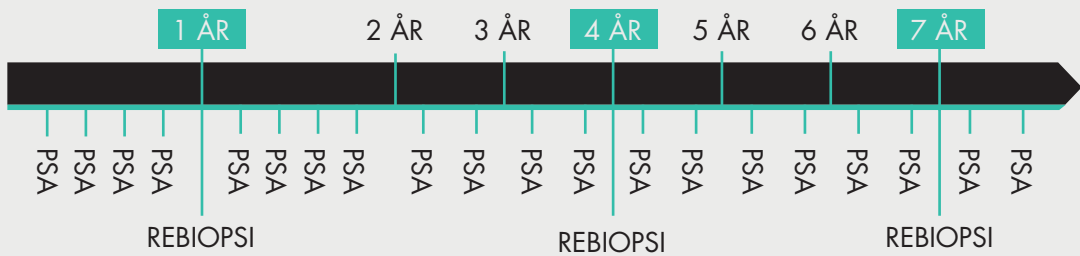 1 ÅR 2 ÅR 3 ÅR 4 ÅR 5 ÅR 6 ÅR 7 ÅR
PSA PSA PSA PSA PSA PSA PSA PSA PSA PSA PSA PSA PSA PSA PSA PSA PSA PSA PSA PSA
REBIOPSI REBIOPSI REBIOPSI